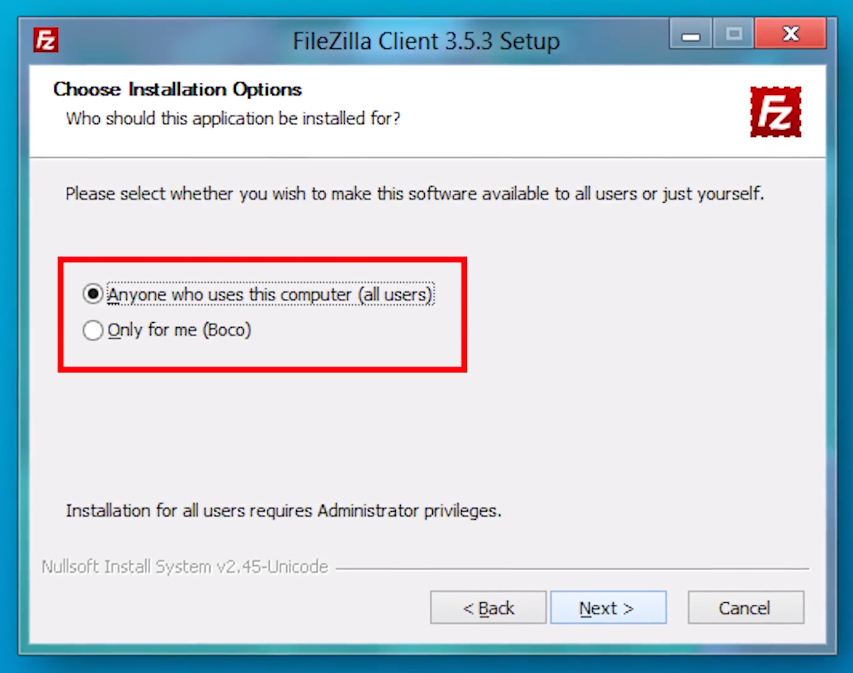 FileZilla Client 3.5.3 Setup
Choose Installation Options
Who should this application be installed for?
Please select whether you wish to make this software available to all users or just yourself.
Anyone who uses this computer (all users)
Only for me (Boco)
Installation for all users requires Administrator privileges.
Nullsoft Install System v2.45-Unicode
< Back Next > Cancel